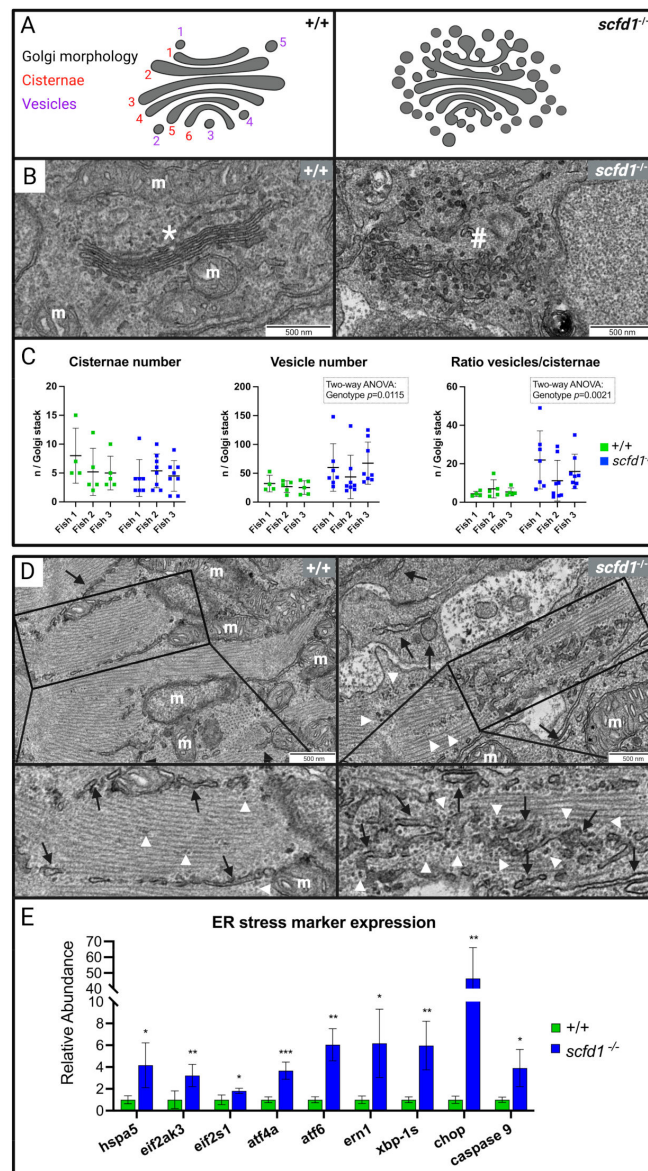 A
+/+
scfd1-/-
Golgi morphology
Cisternae
Vesicles
1
1
2
3
4
5
6
2
3
4
5
B
+/+
scfd1-/-
m
*
m
m
#
500 nm
500 nm
C
Cisternae number
Vesicle number
Ratio vesicles/cisternae
Two-way ANOVA:
Genotype p=0.0115
Two-way ANOVA:
Genotype p=0.0021
n / Golgi stack
20
15
10
5
0
n / Golgi stack
200
150
100
50
0
n / Golgi stack
60
40
20
0
+/+
scfd1-/-
Fish 1 Fish 2 Fish 3 Fish 1 Fish 2 Fish 3
Fish 1 Fish 2 Fish 3 Fish 1 Fish 2 Fish 3
Fish 1 Fish 2 Fish 3 Fish 1 Fish 2 Fish 3
D
+/+
scfd1-/-
m
m
m
m
m
m
m
500 nm
500 nm
m
E
ER stress marker expression
Relative Abundance
70
60
50
40
30
10
8
6
4
2
0
* ** * *** ** * ** ** *
+/+
scfd1 -/-
hspa5 eif2ak3 eif2s1 atf4a atf6 ern1 xbp-1s chop caspase 9